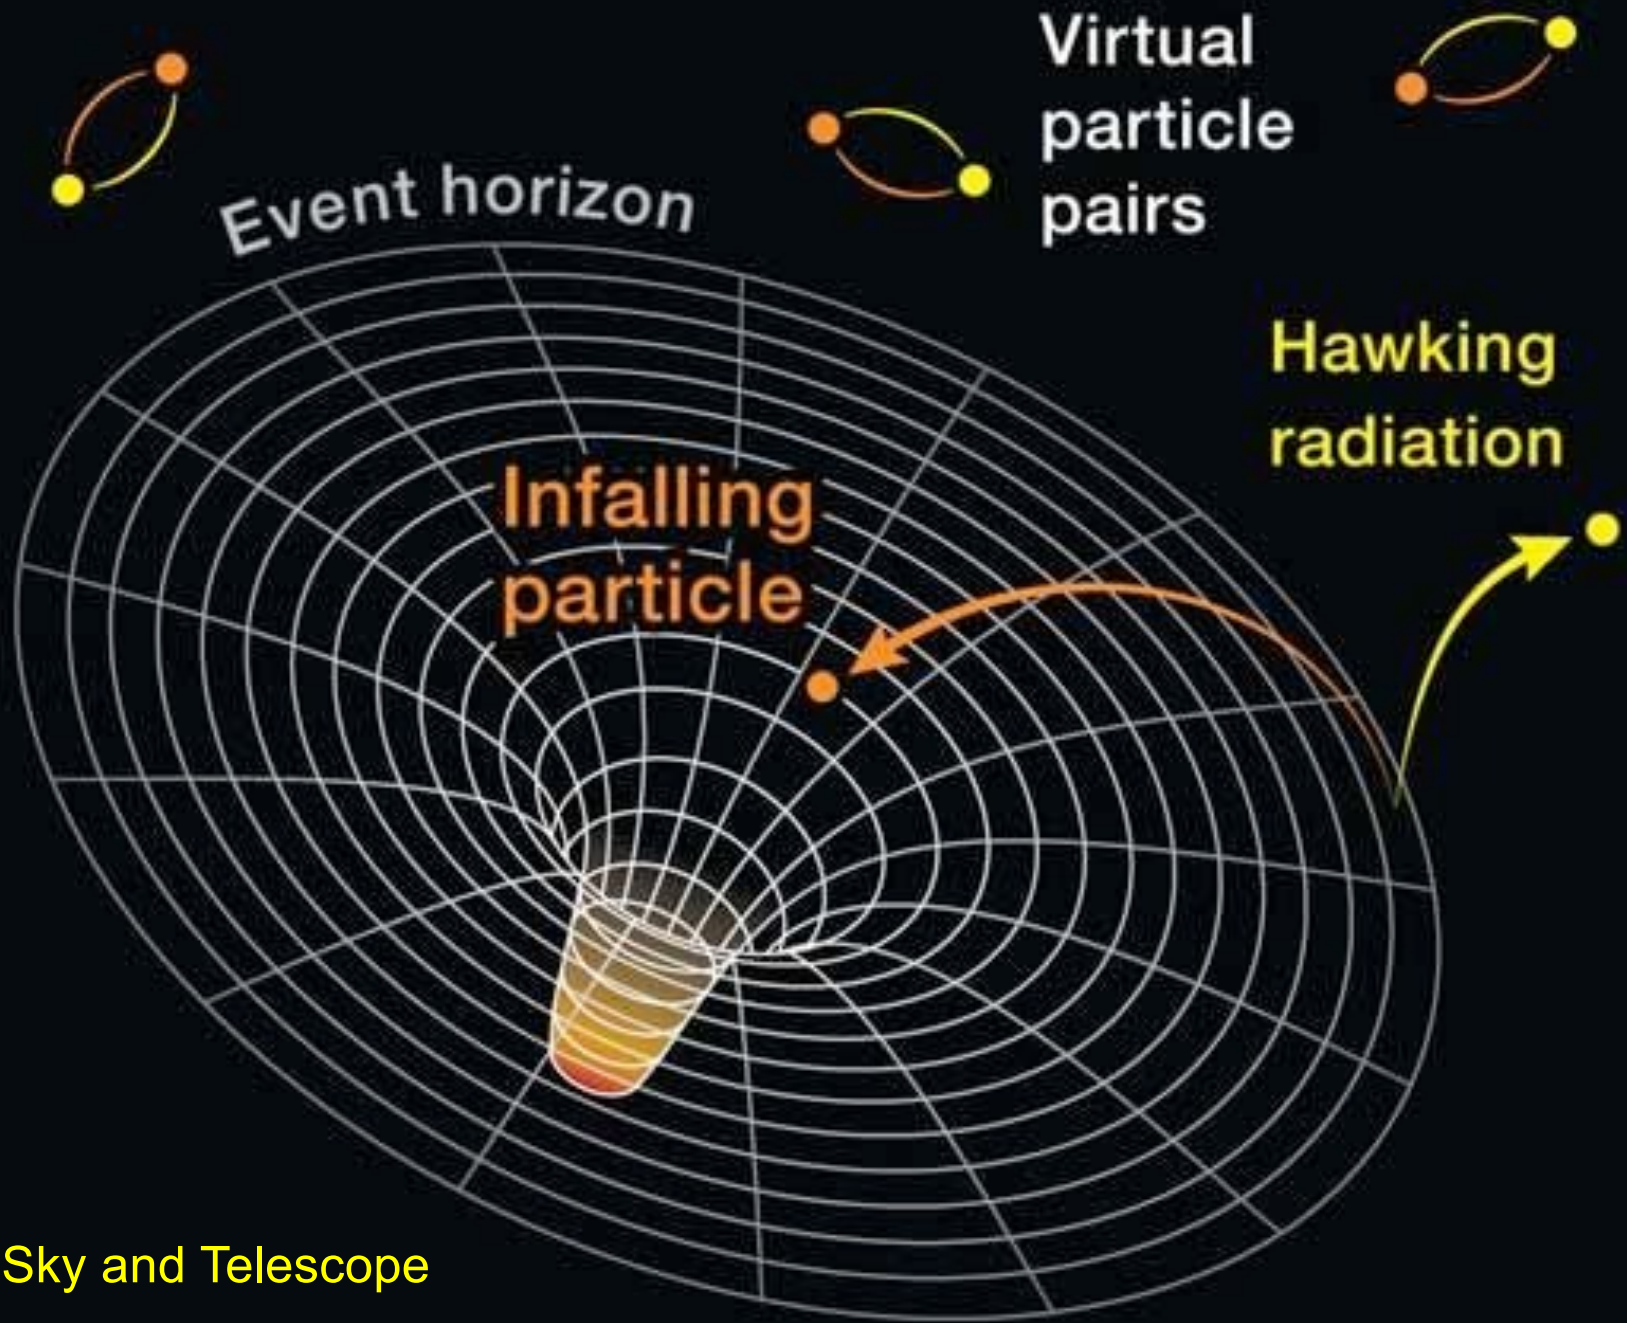 Virtual
particle
pairs
Event horizon
Hawking
radiation
Infalling
particle
Sky and Telescope